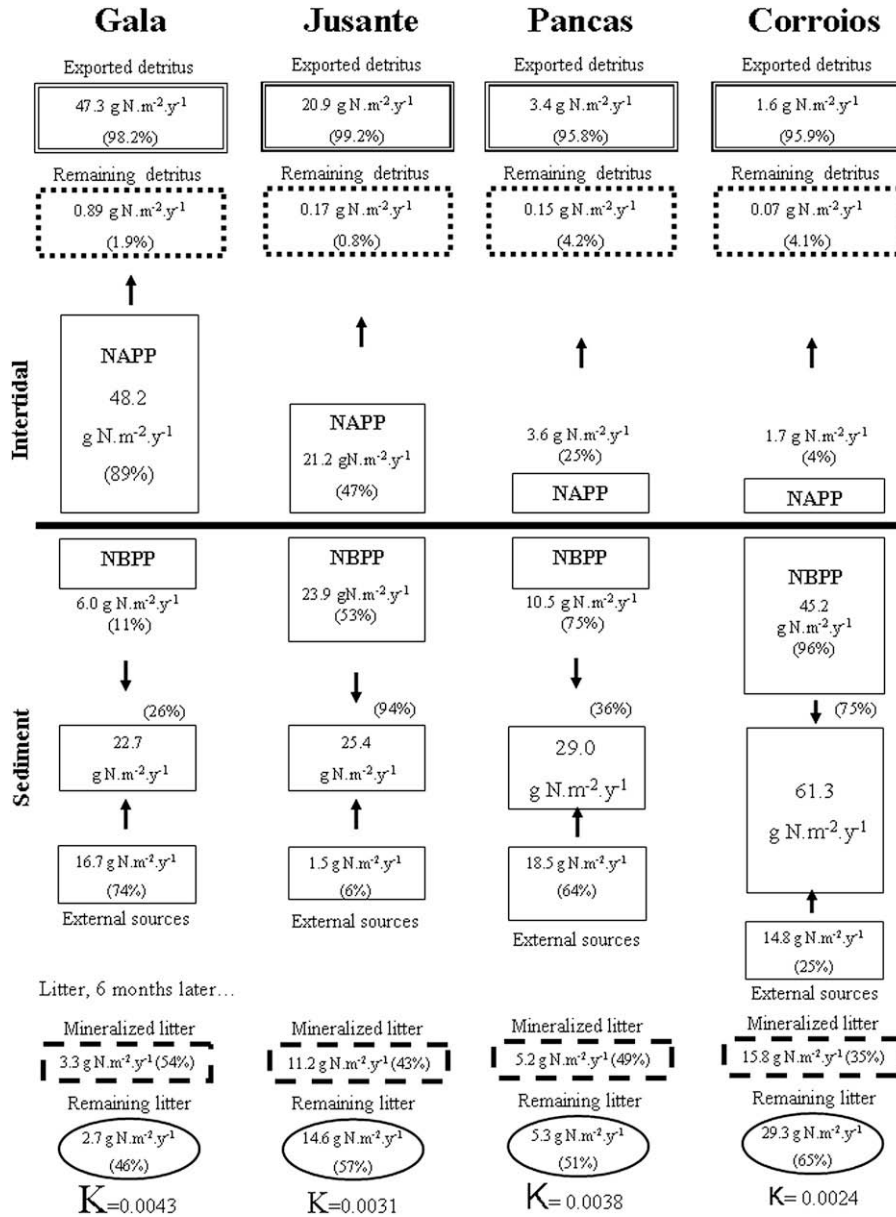 Gala
Jusante
Pancas
Corroios
Exported detritus
Exported detritus
Exported detritus
Exported detritus
47.3 g N.m⁻².y⁻¹
(98.2%)
20.9 g N.m⁻².y⁻¹
(99.2%)
3.4 g N.m⁻².y⁻¹
(95.8%)
1.6 g N.m⁻².y⁻¹
(95.9%)
Remaining detritus
Remaining detritus
Remaining detritus
Remaining detritus
0.89 g N.m⁻².y⁻¹
(1.9%)
0.17 g N.m⁻².y⁻¹
(0.8%)
0.15 g N.m⁻².y⁻¹
(4.2%)
0.07 g N.m⁻².y⁻¹
(4.1%)
Intertidal
NAPP
48.2
g N.m⁻².y⁻¹
(89%)
NAPP
21.2 gN.m⁻².y⁻¹
(47%)
3.6 g N.m⁻².y⁻¹
(25%)
NAPP
1.7 g N.m⁻².y⁻¹
(4%)
NAPP
Sediment
NBPP
6.0 g N.m⁻².y⁻¹
(11%)
NBPP
23.9 gN.m⁻².y⁻¹
(53%)
NBPP
10.5 g N.m⁻².y⁻¹
(75%)
NBPP
45.2
g N.m⁻².y⁻¹
(96%)
(26%)
(94%)
(36%)
(75%)
22.7
g N.m⁻².y⁻¹
25.4
g N.m⁻².y⁻¹
29.0
g N.m⁻².y⁻¹
61.3
g N.m⁻².y⁻¹
16.7 g N.m⁻².y⁻¹
(74%)
External sources
1.5 g N.m⁻².y⁻¹
(6%)
External sources
18.5 g N.m⁻².y⁻¹
(64%)
External sources
14.8 g N.m⁻².y⁻¹
(25%)
External sources
Litter, 6 months later…
Mineralized litter
Mineralized litter
Mineralized litter
Mineralized litter
3.3 g N.m⁻².y⁻¹ (54%)
11.2 g N.m⁻².y⁻¹ (43%)
5.2 g N.m⁻².y⁻¹ (49%)
15.8 g N.m⁻².y⁻¹ (35%)
Remaining litter
Remaining litter
Remaining litter
Remaining litter
2.7 g N.m⁻².y⁻¹
(46%)
14.6 g N.m⁻².y⁻¹
(57%)
5.3 g N.m⁻².y⁻¹
(51%)
29.3 g N.m⁻².y⁻¹
(65%)
K=0.0043
K=0.0031
K= 0.0038
K= 0.0024